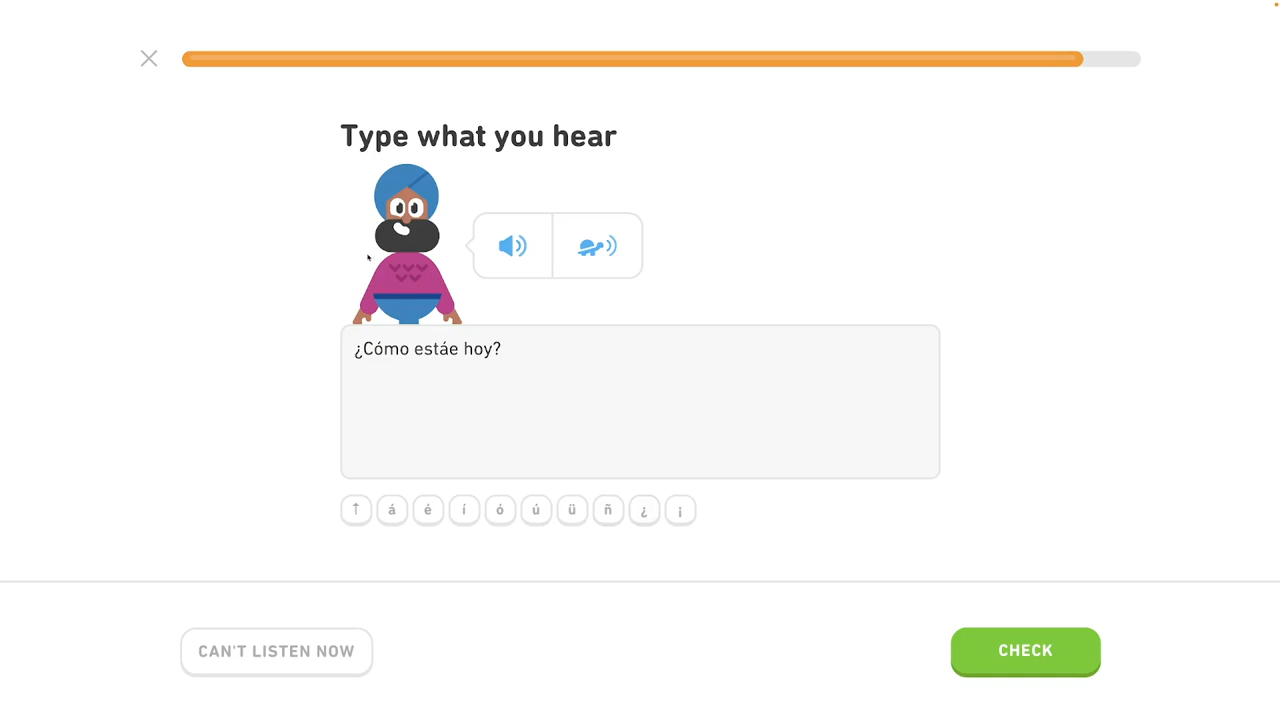 Type what you hear
¿Cómo estáe hoy?
↑ á é í ó ú ü ñ ¿ ¡
CAN'T LISTEN NOW
CHECK